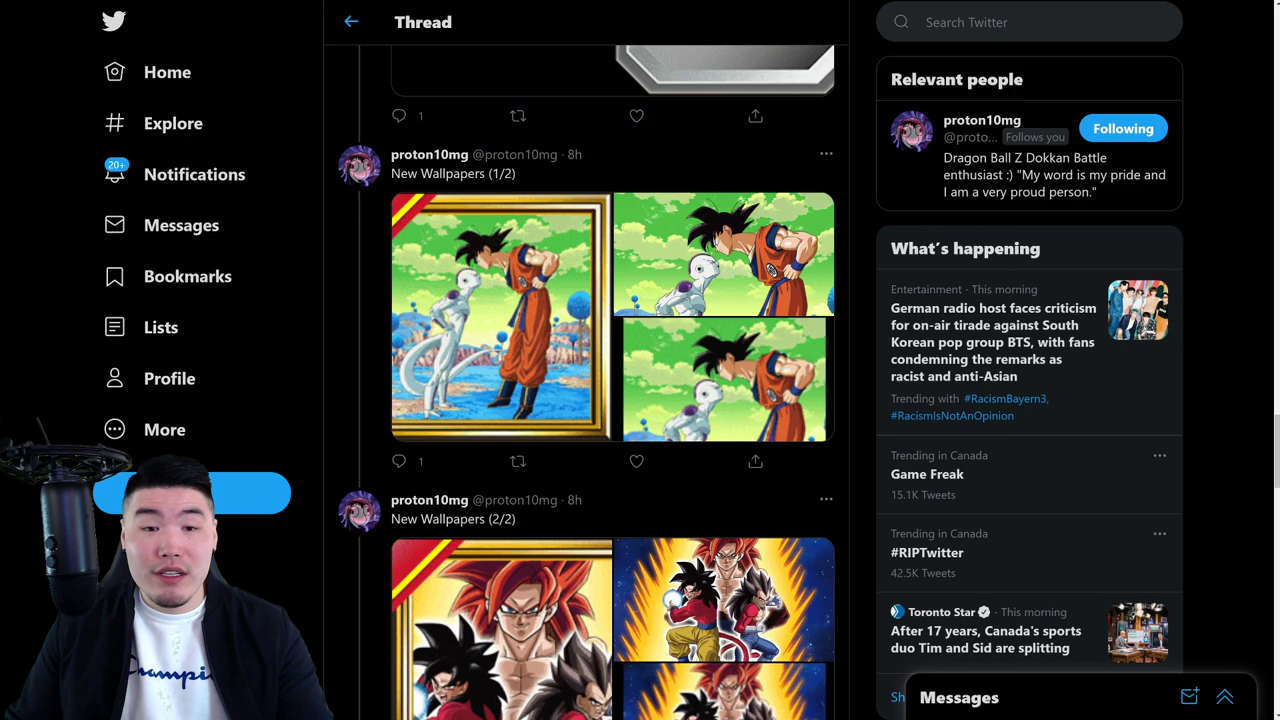 Home
Explore
20+
Notifications
Messages
Bookmarks
Lists
Profile
More
Champi
Thread
1
proton10mg @proton10mg · 8h
New Wallpapers (1/2)
1
proton10mg @proton10mg · 8h
New Wallpapers (2/2)
Search Twitter
Relevant people
proton10mg
@proto... Follows you
Following
Dragon Ball Z Dokkan Battle
enthusiast :) "My word is my pride and
I am a very proud person."
What's happening
Entertainment · This morning
German radio host faces criticism
for on-air tirade against South
Korean pop group BTS, with fans
condemning the remarks as
racist and anti-Asian
Trending with #RacismBayern3,
#RacismIsNotAnOpinion
Trending in Canada
Game Freak
15.1K Tweets
Trending in Canada
#RIPTwitter
42.5K Tweets
Toronto Star · This morning
After 17 years, Canada's sports
duo Tim and Sid are splitting
Sh
Messages